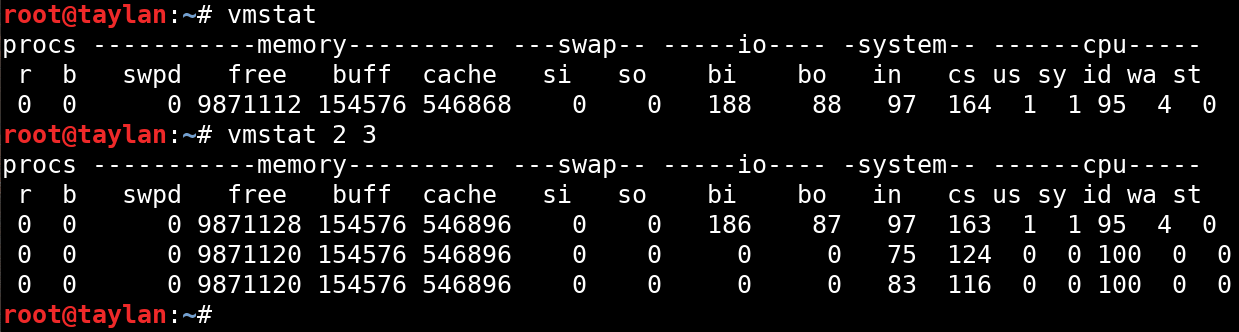 root@taylan:~# vmstat
procs -----------memory---------- ---swap-- -----io---- -system-- ------cpu-----
 r  b   swpd   free   buff  cache   si   so    bi    bo   in   cs us sy id wa st
 0  0      0 9871112 154576 546868    0    0   188    88   97  164  1  1 95  4  0
root@taylan:~# vmstat 2 3
procs -----------memory---------- ---swap-- -----io---- -system-- ------cpu-----
 r  b   swpd   free   buff  cache   si   so    bi    bo   in   cs us sy id wa st
 0  0      0 9871128 154576 546896    0    0   186    87   97  163  1  1 95  4  0
 0  0      0 9871120 154576 546896    0    0     0     0   75  124  0  0 100  0  0
 0  0      0 9871120 154576 546896    0    0     0     0   83  116  0  0 100  0  0
root@taylan:~#